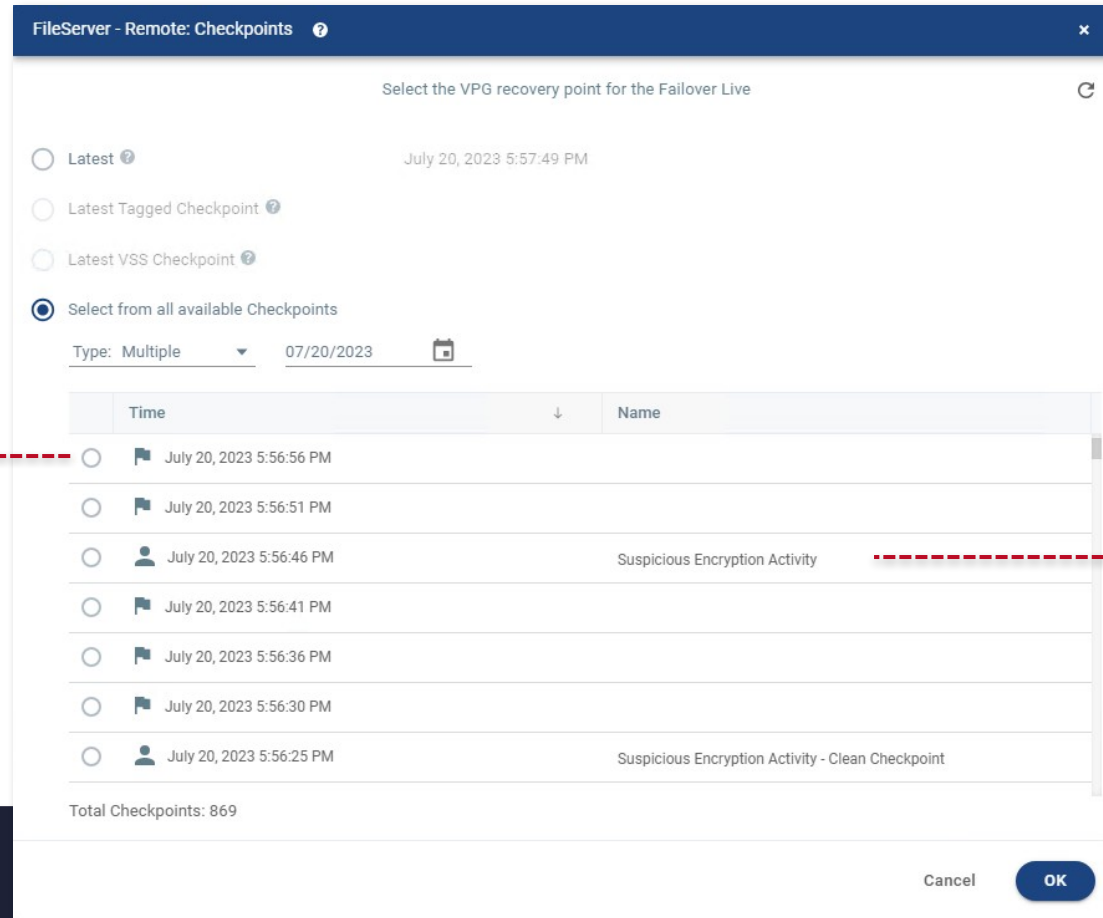 FileServer - Remote: Checkpoints ?
Select the VPG recovery point for the Failover Live
Latest ? July 20, 2023 5:57:49 PM
Latest Tagged Checkpoint ?
Latest VSS Checkpoint ?
Select from all available Checkpoints
Type: Multiple 07/20/2023
Time Name
July 20, 2023 5:56:56 PM
July 20, 2023 5:56:51 PM
July 20, 2023 5:56:46 PM Suspicious Encryption Activity
July 20, 2023 5:56:41 PM
July 20, 2023 5:56:36 PM
July 20, 2023 5:56:30 PM
July 20, 2023 5:56:25 PM Suspicious Encryption Activity - Clean Checkpoint
Total Checkpoints: 869
Cancel OK